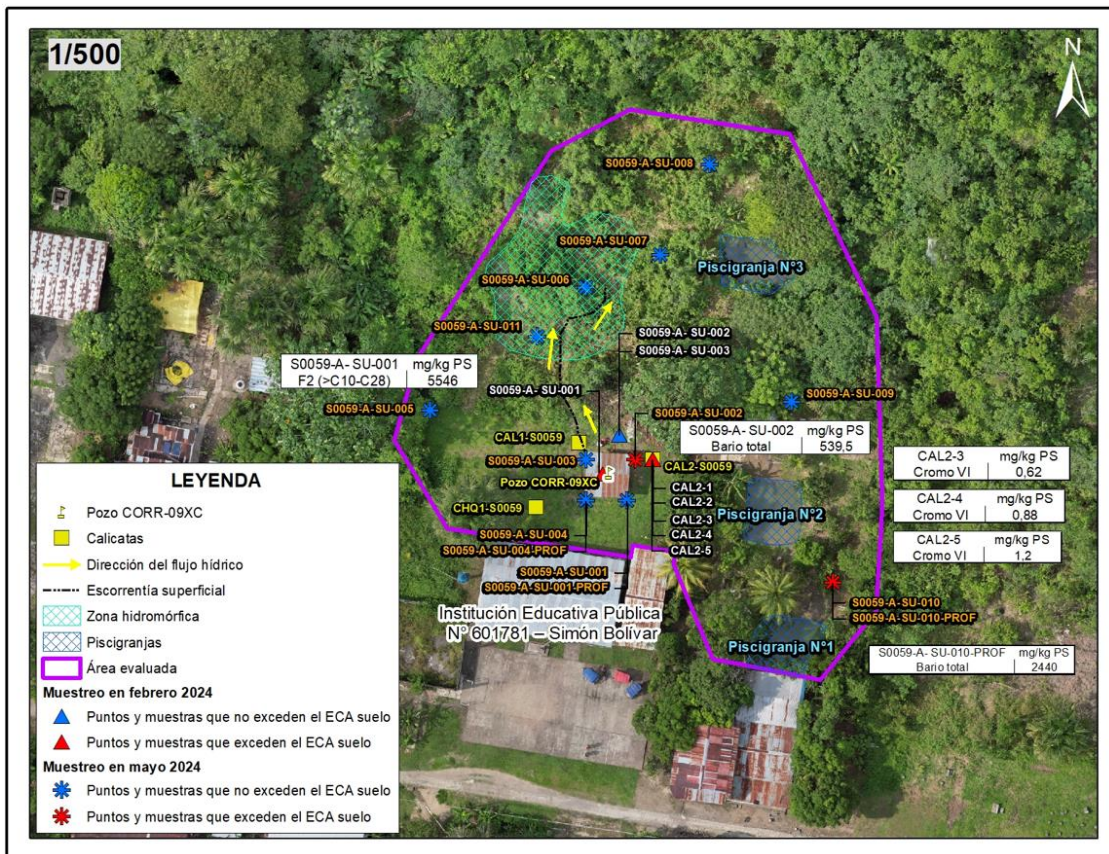 1/500
N
S0059-A-SU-008
S0059-A-SU-007
Piscigranja N°3
S0059-A-SU-006
S0059-A-SU-011
S0059-A- SU-002
S0059-A- SU-003
S0059-A- SU-001 mg/kg PS
F2 (>C10-C28) 5546
S0059-A- SU-001
S0059-A-SU-005
S0059-A-SU-009
S0059-A-SU-002
S0059-A- SU-002 mg/kg PS
Bario total 539,5
CAL1-S0059
S0059-A-SU-003
CAL2-S0059
Pozo CORR-09XC
CAL2-1
CAL2-2
CAL2-3
CAL2-4
CAL2-5
CAL2-3 mg/kg PS
Cromo VI 0,62
CAL2-4 mg/kg PS
Cromo VI 0,88
CAL2-5 mg/kg PS
Cromo VI 1,2
CHQ1-S0059
Piscigranja N°2
S0059-A-SU-004
S0059-A-SU-004-PROF
S0059-A-SU-001
S0059-A-SU-001-PROF
S0059-A-SU-010
S0059-A-SU-010-PROF
Institución Educativa Pública
N° 601781 – Simón Bolívar
Piscigranja N°1
S0059-A- SU-010-PROF mg/kg PS
Bario total 2440
LEYENDA
Pozo CORR-09XC
Calicatas
Dirección del flujo hídrico
Escorrentía superficial
Zona hidromórfica
Piscigranjas
Área evaluada
Muestreo en febrero 2024
Puntos y muestras que no exceden el ECA suelo
Puntos y muestras que exceden el ECA suelo
Muestreo en mayo 2024
Puntos y muestras que no exceden el ECA suelo
Puntos y muestras que exceden el ECA suelo